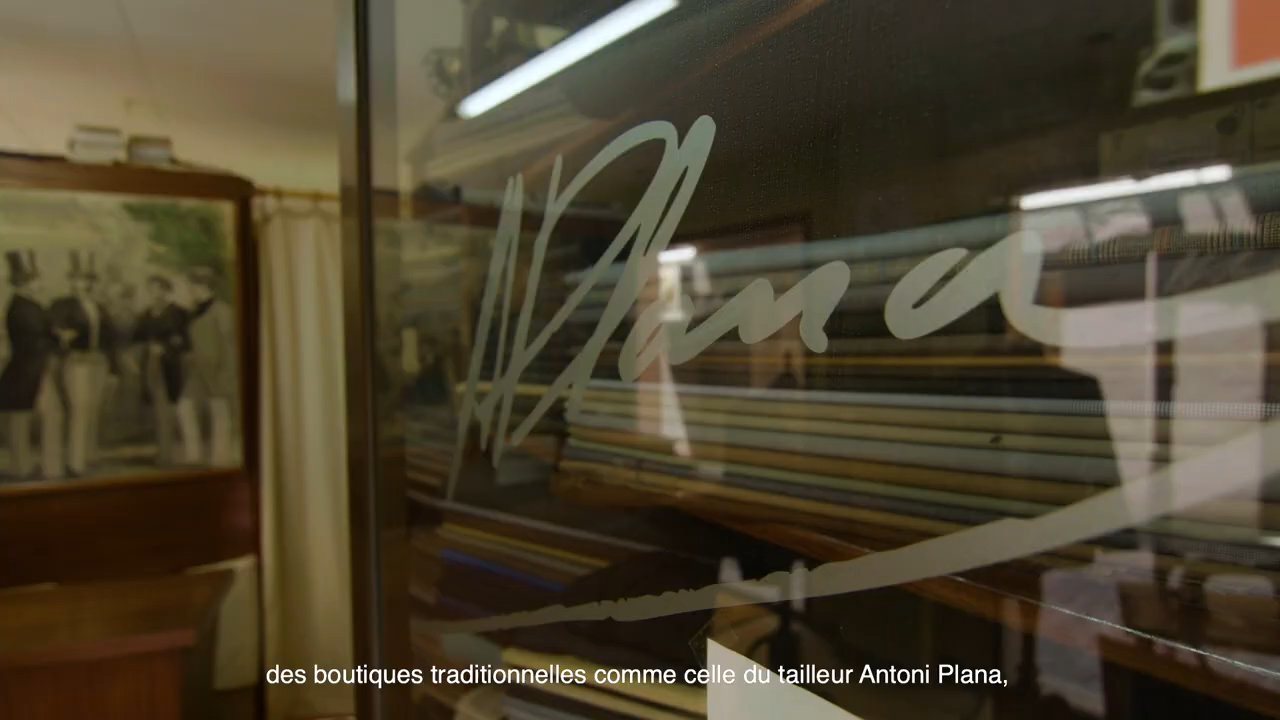 Plana
des boutiques traditionnelles comme celle du tailleur Antoni Plana,